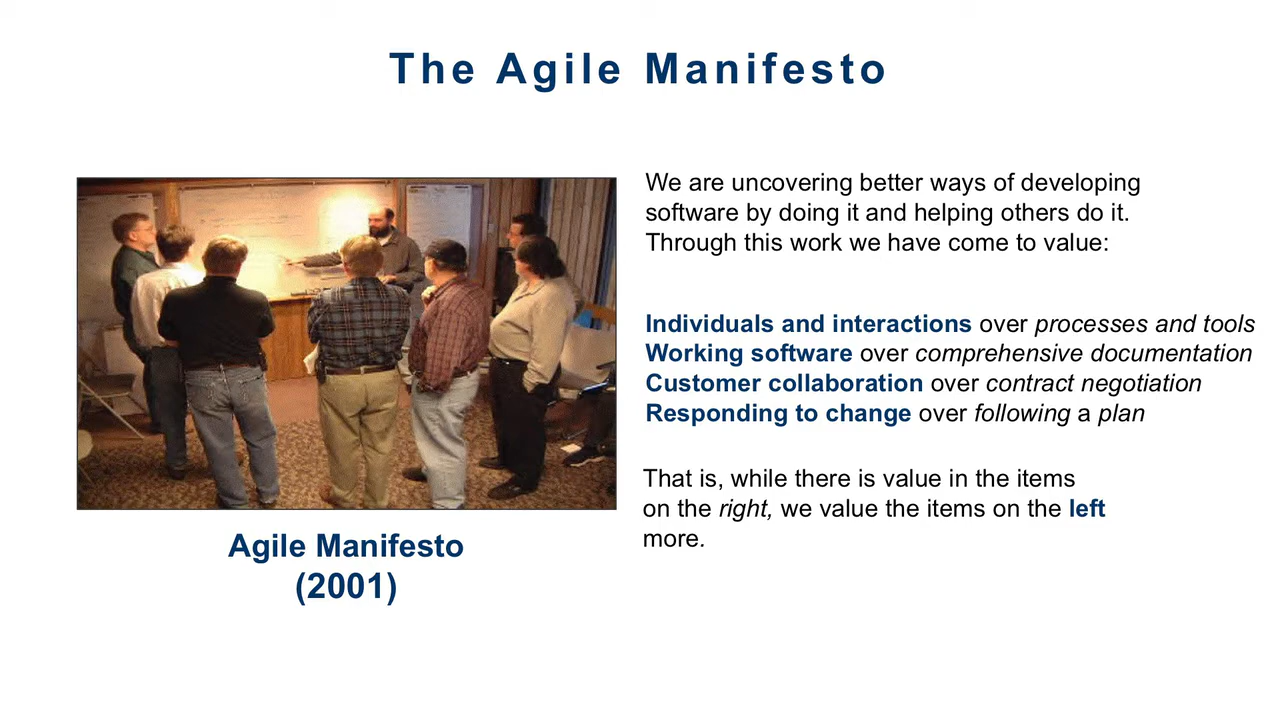 The Agile Manifesto
We are uncovering better ways of developing
software by doing it and helping others do it.
Through this work we have come to value:
Individuals and interactions over processes and tools
Working software over comprehensive documentation
Customer collaboration over contract negotiation
Responding to change over following a plan
That is, while there is value in the items
on the right, we value the items on the left
more.
Agile Manifesto
(2001)